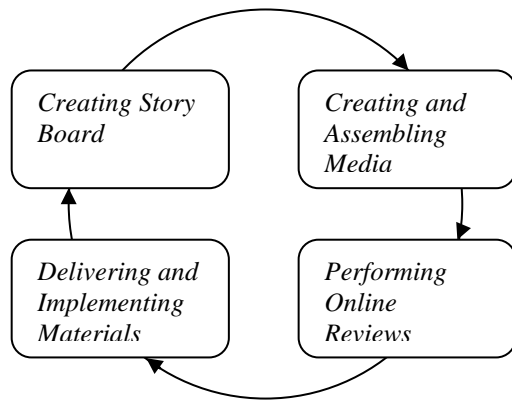 Creating Story
Board
Creating and
Assembling
Media
Delivering and
Implementing
Materials
Performing
Online
Reviews